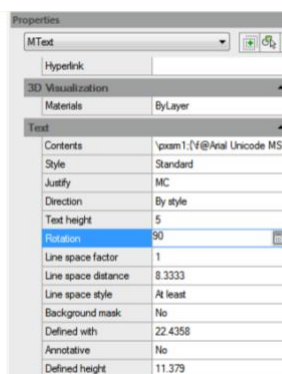 Properties
MText
Hyperlink
3D Visualization
Materials ByLayer
Text
Contents \pxsm1;{\f@Arial Unicode MS
Style Standard
Justify MC
Direction By style
Text height 5
Rotation 90
Line space factor 1
Line space distance 8.3333
Line space style At least
Background mask No
Defined with 22.4358
Annotative No
Defined height 11.379